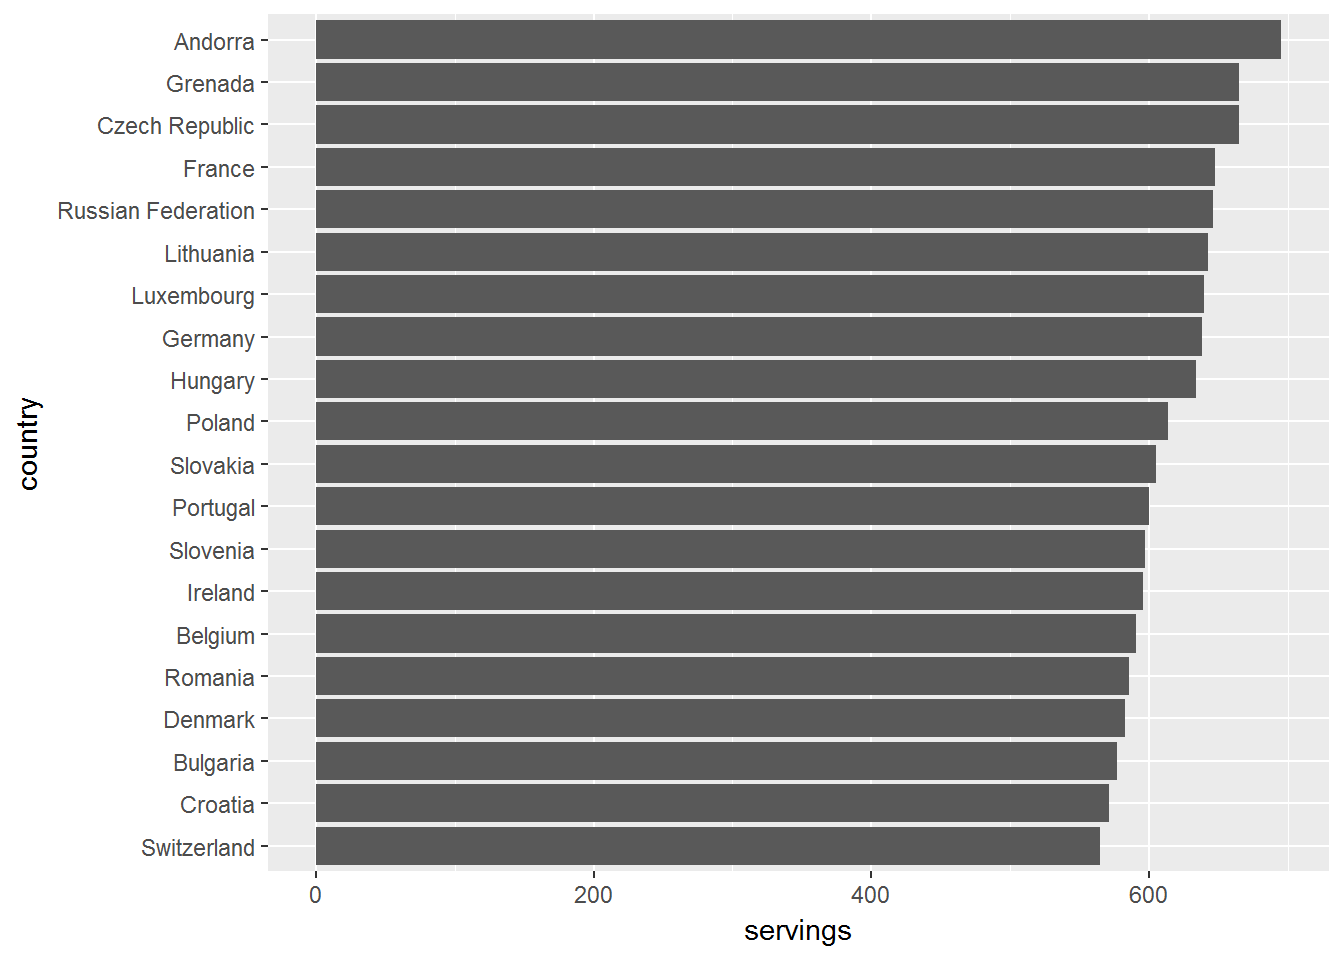 Andorra
Grenada
Czech Republic
France
Russian Federation
Lithuania
Luxembourg
Germany
Hungary
Poland
Slovakia
Portugal
Slovenia
Ireland
Belgium
Romania
Denmark
Bulgaria
Croatia
Switzerland
country
0 200 400 600
servings